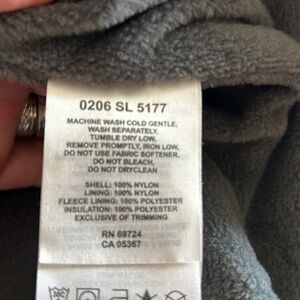 0206 SL 5177
MACHINE WASH COLD GENTLE,
WASH SEPARATELY,
TUMBLE DRY LOW,
REMOVE PROMPTLY, IRON LOW,
DO NOT USE FABRIC SOFTENER,
DO NOT BLEACH,
DO NOT DRYCLEAN
SHELL: 100% NYLON
LINING: 100% NYLON
FLEECE LINING: 100% POLYESTER
INSULATION: 100% POLYESTER
EXCLUSIVE OF TRIMMING
RN 69724
CA 05367
30C